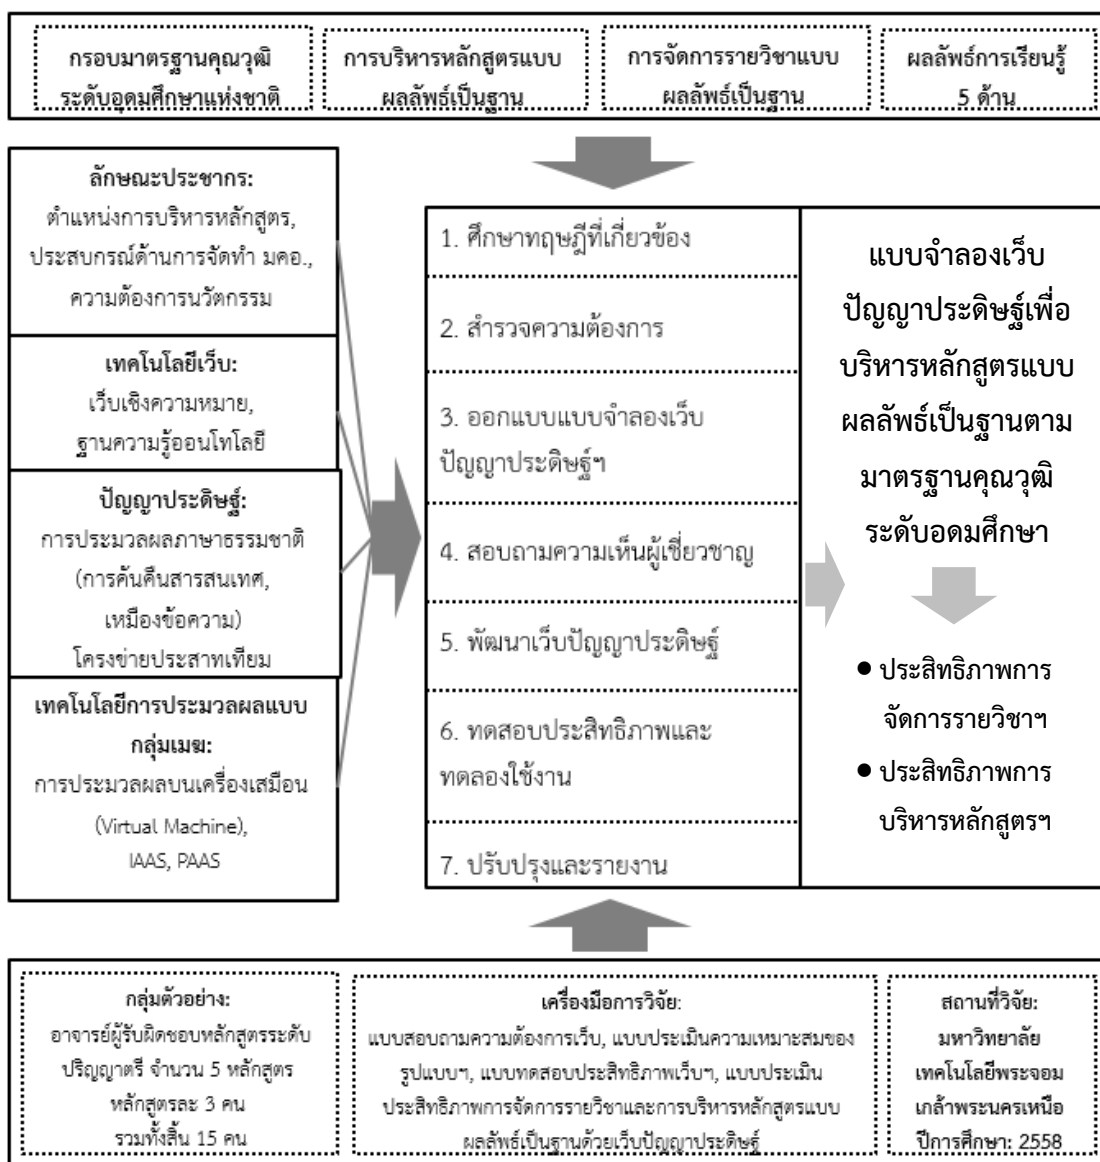 กรอบมาตรฐานคุณวุฒิ
ระดับอุดมศึกษาแห่งชาติ
การบริหารหลักสูตรแบบ
ผลลัพธ์เป็นฐาน
การจัดการรายวิชาแบบ
ผลลัพธ์เป็นฐาน
ผลลัพธ์การเรียนรู้
5 ด้าน
ลักษณะประชากร:
ตำแหน่งการบริหารหลักสูตร,
ประสบกรณ์ด้านการจัดทำ มคอ.,
ความต้องการนวัตกรรม
เทคโนโลยีเว็บ:
เว็บเชิงความหมาย,
ฐานความรู้ออนโทโลยี
ปัญญาประดิษฐ์:
การประมวลผลภาษาธรรมชาติ
(การค้นคืนสารสนเทศ,
เหมืองข้อความ)
โครงข่ายประสาทเทียม
เทคโนโลยีการประมวลผลแบบ
กลุ่มเมฆ:
การประมวลผลบนเครื่องเสมือน
(Virtual Machine),
IAAS, PAAS
1. ศึกษาทฤษฎีที่เกี่ยวข้อง
2. สำรวจความต้องการ
3. ออกแบบแบบจำลองเว็บ
ปัญญาประดิษฐ์ฯ
4. สอบถามความเห็นผู้เชี่ยวชาญ
5. พัฒนาเว็บปัญญาประดิษฐ์
6. ทดสอบประสิทธิภาพและ
ทดลองใช้งาน
7. ปรับปรุงและรายงาน
แบบจำลองเว็บ
ปัญญาประดิษฐ์เพื่อ
บริหารหลักสูตรแบบ
ผลลัพธ์เป็นฐานตาม
มาตรฐานคุณวุฒิ
ระดับอดมศึกษา
• ประสิทธิภาพการ
จัดการรายวิชาฯ
• ประสิทธิภาพการ
บริหารหลักสูตรฯ
กลุ่มตัวอย่าง:
อาจารย์ผู้รับผิดชอบหลักสูตรระดับ
ปริญญาตรี จำนวน 5 หลักสูตร
หลักสูตรละ 3 คน
รวมทั้งสิ้น 15 คน
เครื่องมือการวิจัย:
แบบสอบถามความต้องการเว็บ, แบบประเมินความเหมาะสมของ
รูปแบบฯ, แบบทดสอบประสิทธิภาพเว็บฯ, แบบประเมิน
ประสิทธิภาพการจัดการรายวิชาและการบริหารหลักสูตรแบบ
ผลลัพธ์เป็นฐานด้วยเว็บปัญญาประดิษฐ์
สถานที่วิจัย:
มหาวิทยาลัย
เทคโนโลยีพระจอม
เกล้าพระนครเหนือ
ปีการศึกษา: 2558